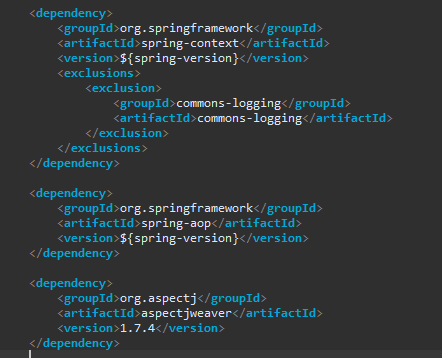 <dependency>
<groupId>org.springframework</groupId>
<artifactId>spring-context</artifactId>
<version>${spring-version}</version>
<exclusions>
<exclusion>
<groupId>commons-logging</groupId>
<artifactId>commons-logging</artifactId>
</exclusion>
</exclusions>
</dependency>
<dependency>
<groupId>org.springframework</groupId>
<artifactId>spring-aop</artifactId>
<version>${spring-version}</version>
</dependency>
<dependency>
<groupId>org.aspectj</groupId>
<artifactId>aspectjweaver</artifactId>
<version>1.7.4</version>
</dependency>